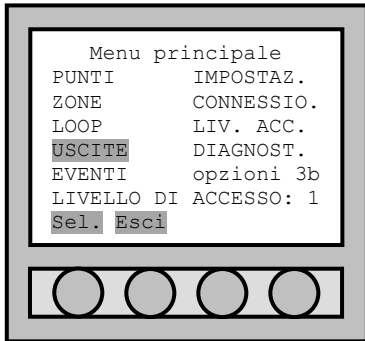 Menu principale
PUNTI IMPOSTAZ.
ZONE CONNESSIO.
LOOP LIV. ACC.
USCITE DIAGNOST.
EVENTI opzioni 3b
LIVELLO DI ACCESSO: 1
Sel. Esci